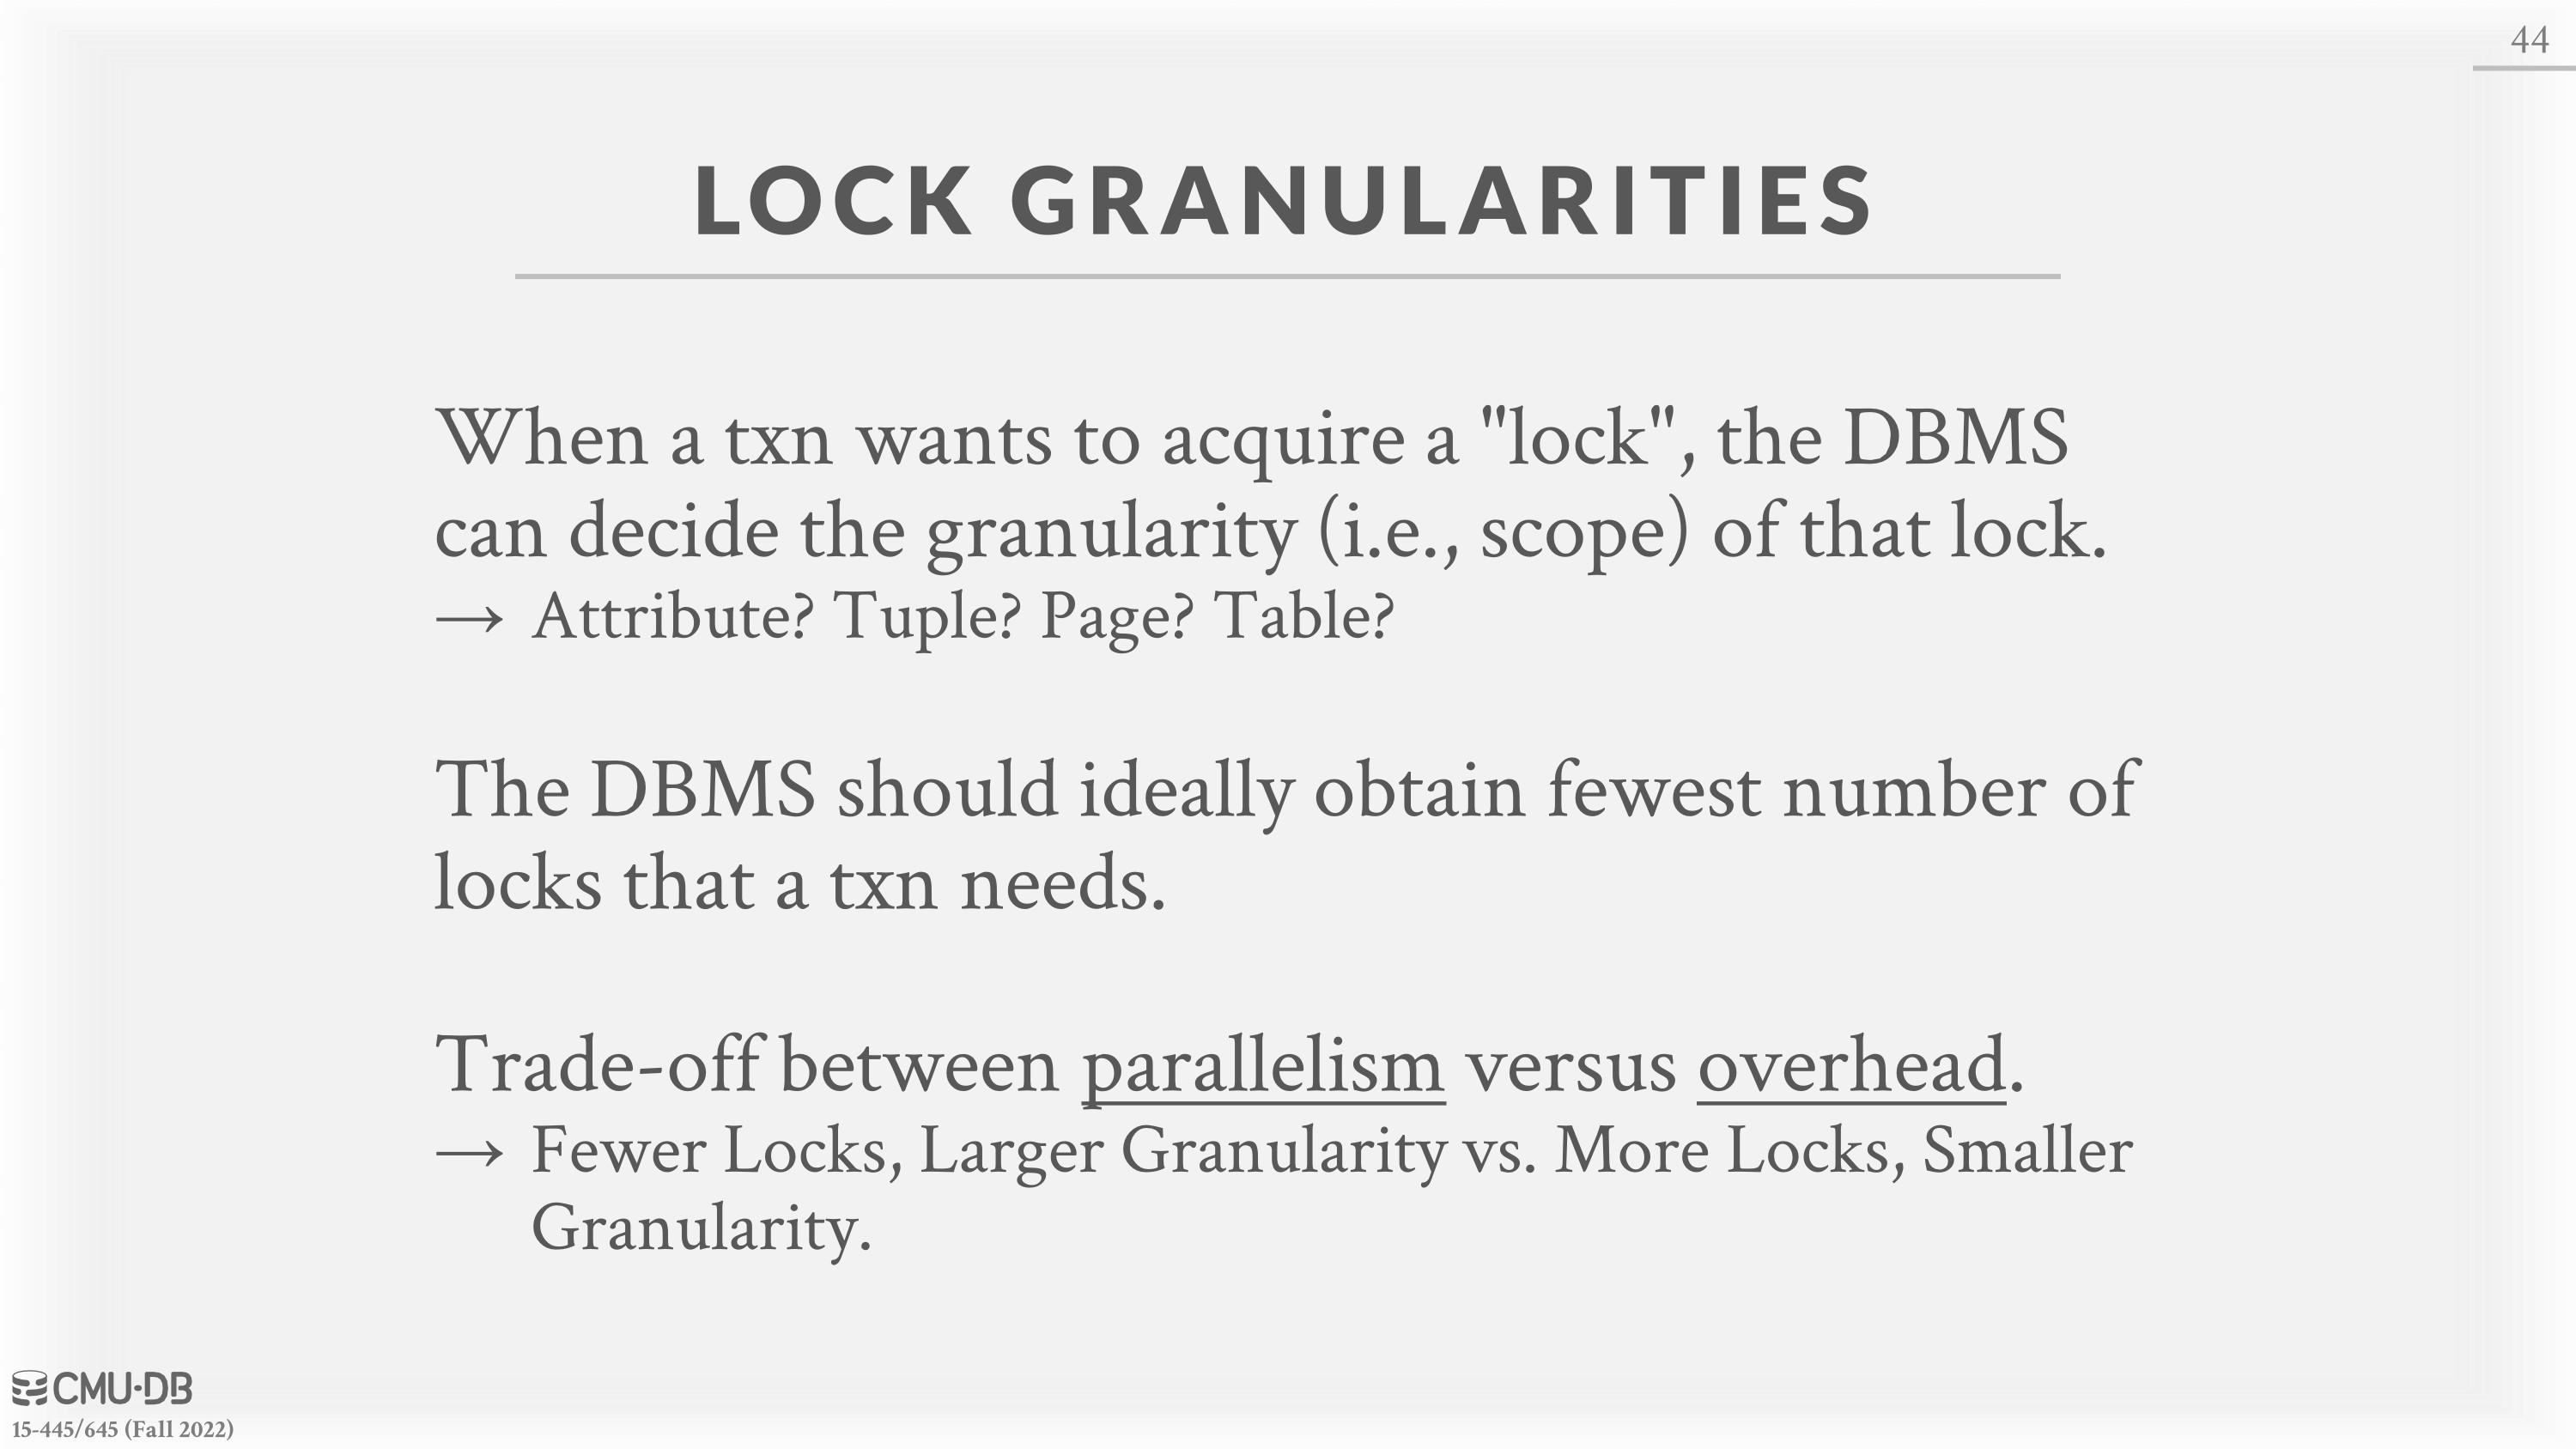 44
LOCK GRANULARITIES
When a txn wants to acquire a "lock", the DBMS
can decide the granularity (i.e., scope) of that lock.
→ Attribute? Tuple? Page? Table?
The DBMS should ideally obtain fewest number of
locks that a txn needs.
Trade-off between parallelism versus overhead.
→ Fewer Locks, Larger Granularity vs. More Locks, Smaller
Granularity.
CMU·DB
15-445/645 (Fall 2022)